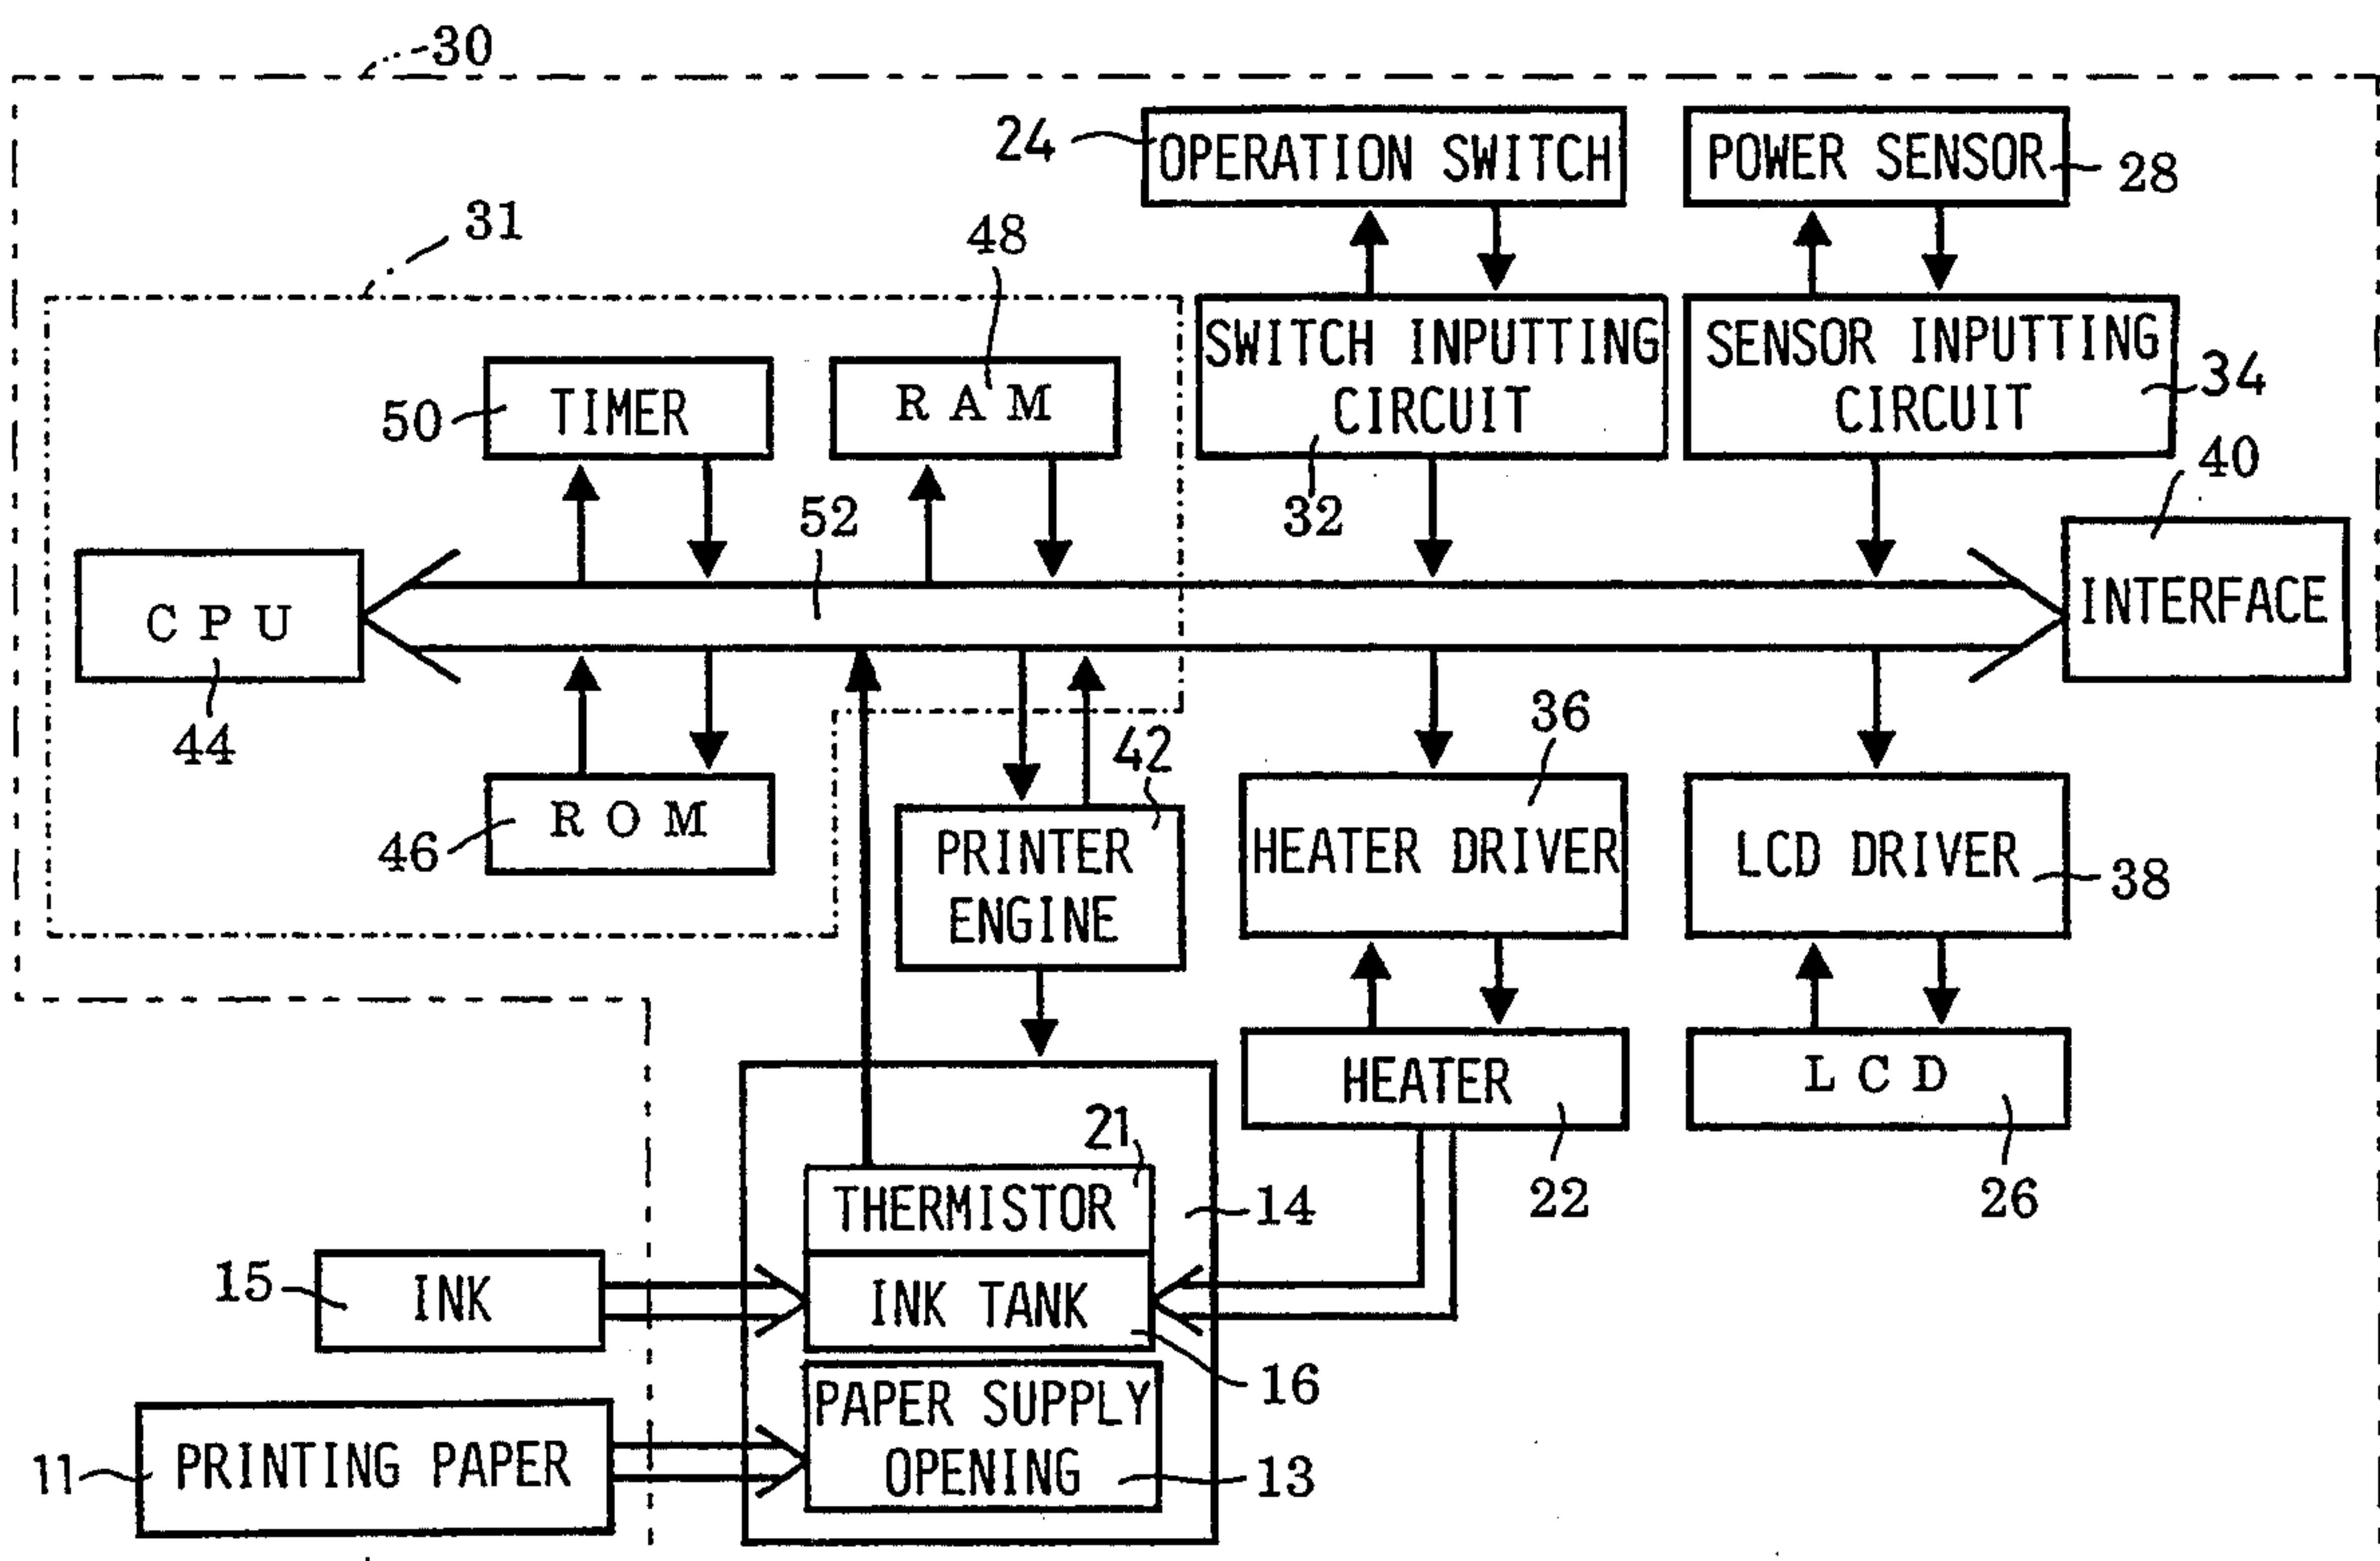 30
24
OPERATION SWITCH
POWER SENSOR
28
31
48
SWITCH INPUTTING
CIRCUIT
32
SENSOR INPUTTING
CIRCUIT
34
50
TIMER
RAM
40
52
CPU
44
INTERFACE
36
42
46
ROM
PRINTER
ENGINE
HEATER DRIVER
LCD DRIVER
38
HEATER
22
LCD
26
21
THERMISTOR
14
15
INK
INK TANK
16
11
PRINTING PAPER
PAPER SUPPLY
OPENING
13